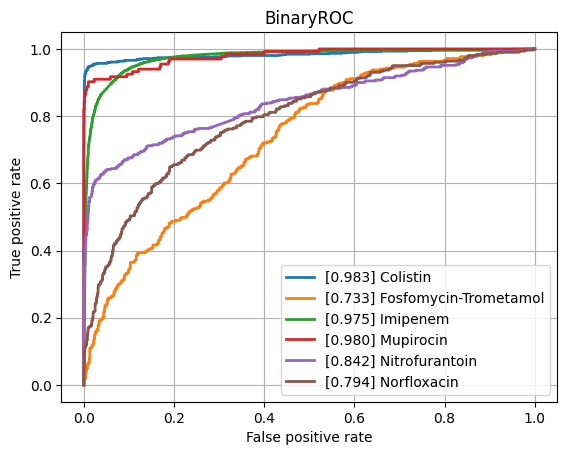 BinaryROC
True positive rate
1.0
0.8
0.6
0.4
0.2
0.0
[0.983] Colistin
[0.733] Fosfomycin-Trometamol
[0.975] Imipenem
[0.980] Mupirocin
[0.842] Nitrofurantoin
[0.794] Norfloxacin
0.0 0.2 0.4 0.6 0.8 1.0
False positive rate